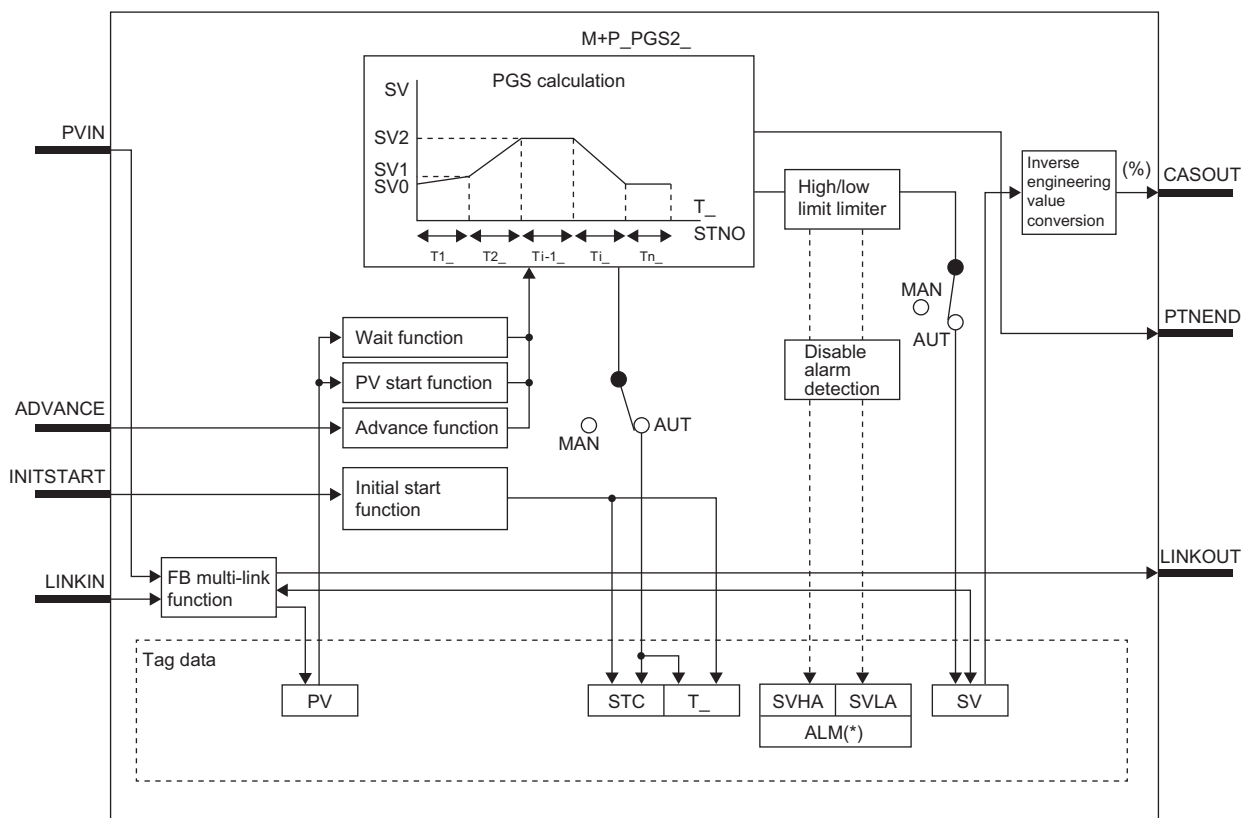 M+P_PGS2_
PGS calculation
SV
SV2
SV1
SV0
T_
STNO
T1_ T2_ Ti-1_ Ti_ Tn_
PVIN
ADVANCE
INITSTART
LINKIN
Wait function
PV start function
Advance function
Initial start
function
FB multi-link
function
MAN
AUT
High/low
limit limiter
Disable
alarm
detection
MAN
AUT
Inverse
engineering
value
conversion
(%)
CASOUT
PTNEND
LINKOUT
Tag data
PV
STC T_
SVHA SVLA
ALM(*)
SV